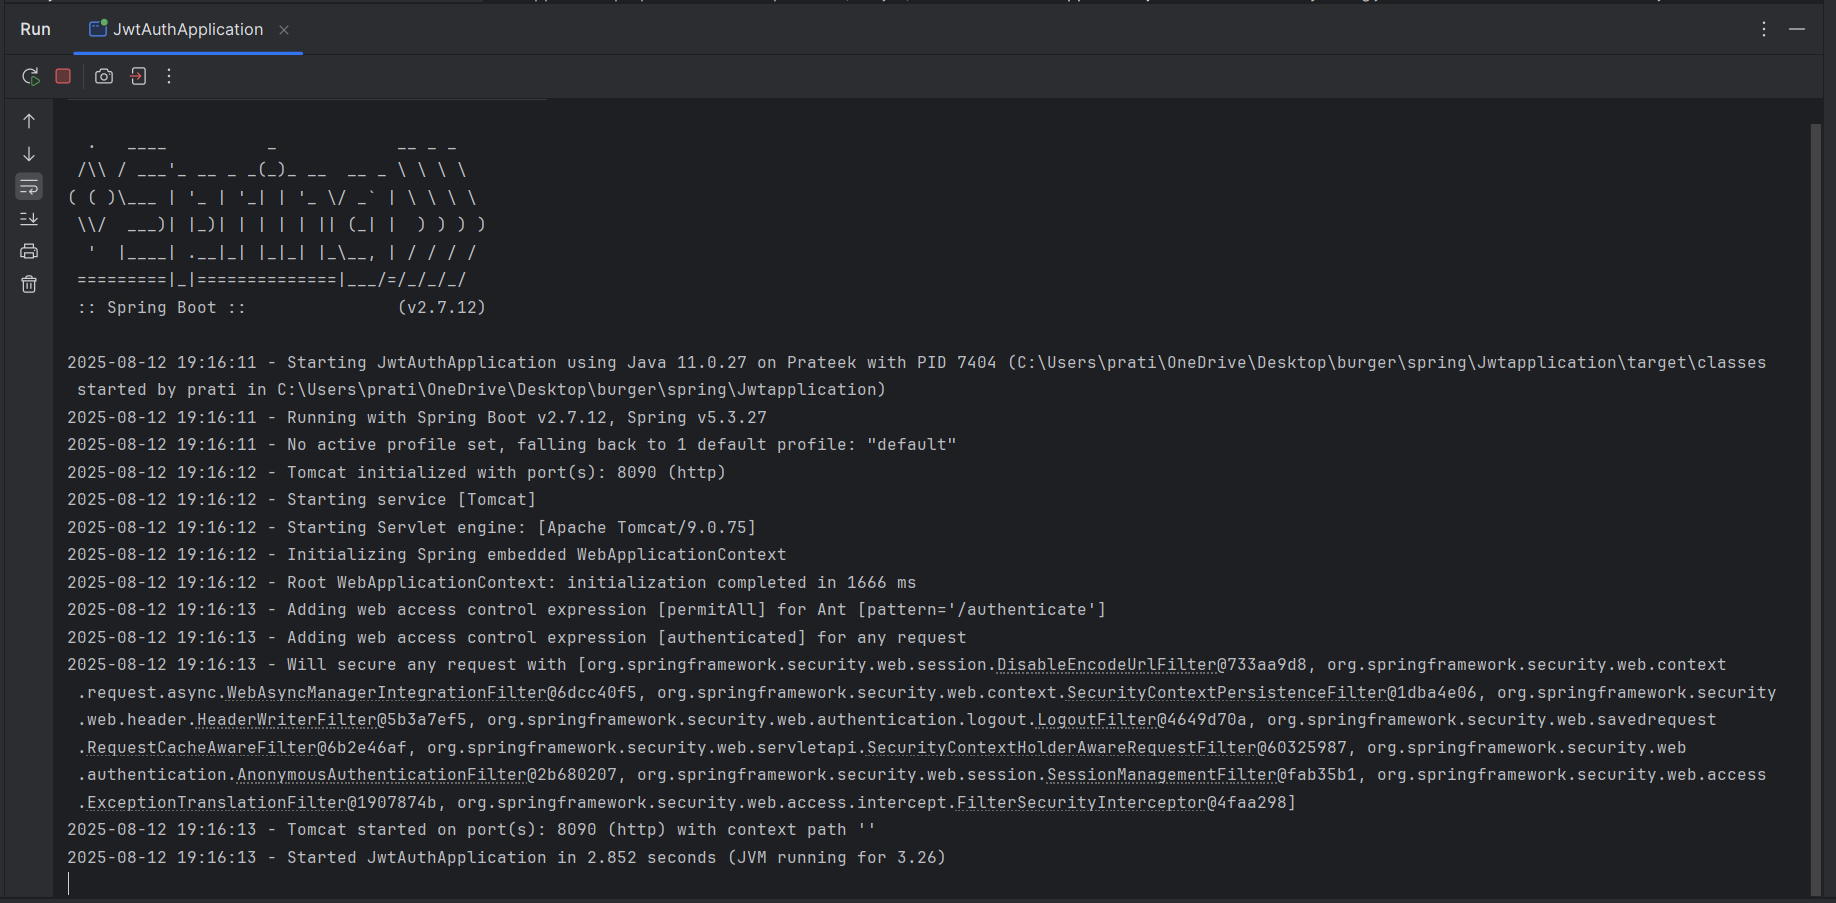 Run
JwtAuthApplication
  .   ____          _            __ _ _
 /\\ / ___'_ __ _ _(_)_ __  __ _ \ \ \ \
( ( )\___ | '_ | '_| | '_ \/ _` | \ \ \ \
 \\/  ___)| |_)| | | | | || (_| |  ) ) ) )
  '  |____| .__|_| |_|_| |_\__, | / / / /
 =========|_|==============|___/=/_/_/_/
 :: Spring Boot ::               (v2.7.12)
2025-08-12 19:16:11 - Starting JwtAuthApplication using Java 11.0.27 on Prateek with PID 7404 (C:\Users\prati\OneDrive\Desktop\burger\spring\Jwtapplication\target\classes
started by prati in C:\Users\prati\OneDrive\Desktop\burger\spring\Jwtapplication)
2025-08-12 19:16:11 - Running with Spring Boot v2.7.12, Spring v5.3.27
2025-08-12 19:16:11 - No active profile set, falling back to 1 default profile: "default"
2025-08-12 19:16:12 - Tomcat initialized with port(s): 8090 (http)
2025-08-12 19:16:12 - Starting service [Tomcat]
2025-08-12 19:16:12 - Starting Servlet engine: [Apache Tomcat/9.0.75]
2025-08-12 19:16:12 - Initializing Spring embedded WebApplicationContext
2025-08-12 19:16:12 - Root WebApplicationContext: initialization completed in 1666 ms
2025-08-12 19:16:13 - Adding web access control expression [permitAll] for Ant [pattern='/authenticate']
2025-08-12 19:16:13 - Adding web access control expression [authenticated] for any request
2025-08-12 19:16:13 - Will secure any request with [org.springframework.security.web.session.DisableEncodeUrlFilter@733aa9d8, org.springframework.security.web.context
.request.async.WebAsyncManagerIntegrationFilter@6dcc40f5, org.springframework.security.web.context.SecurityContextPersistenceFilter@1dba4e06, org.springframework.security
.web.header.HeaderWriterFilter@5b3a7ef5, org.springframework.security.web.authentication.logout.LogoutFilter@4649d70a, org.springframework.security.web.savedrequest
.RequestCacheAwareFilter@6b2e46af, org.springframework.security.web.servletapi.SecurityContextHolderAwareRequestFilter@60325987, org.springframework.security.web
.authentication.AnonymousAuthenticationFilter@2b680207, org.springframework.security.web.session.SessionManagementFilter@fab35b1, org.springframework.security.web.access
.ExceptionTranslationFilter@1907874b, org.springframework.security.web.access.intercept.FilterSecurityInterceptor@4faa298]
2025-08-12 19:16:13 - Tomcat started on port(s): 8090 (http) with context path ''
2025-08-12 19:16:13 - Started JwtAuthApplication in 2.852 seconds (JVM running for 3.26)